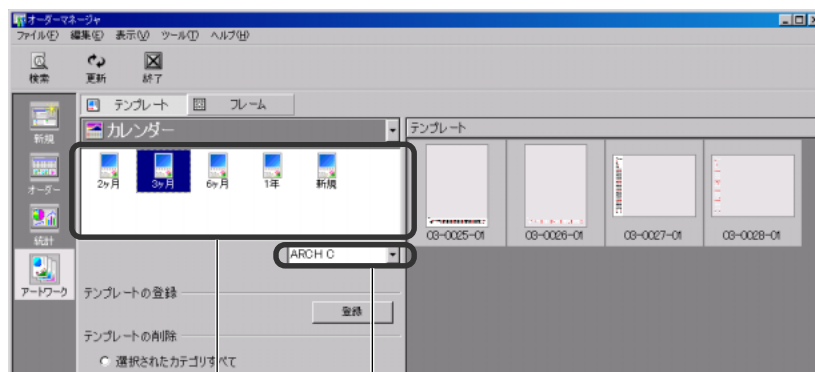 オーダーマネージャ
ファイル(F) 編集(E) 表示(V) ツール(T) ヘルプ(H)
検索 更新 終了
テンプレート フレーム
カレンダー
テンプレート
新規
オーダー
統計
アートワーク
2ヶ月 3ヶ月 6ヶ月 1年 新規
03-0025-01 03-0026-01 03-0027-01 03-0028-01
ARCH C
テンプレートの登録
登録
テンプレートの削除
選択されたカテゴリすべて